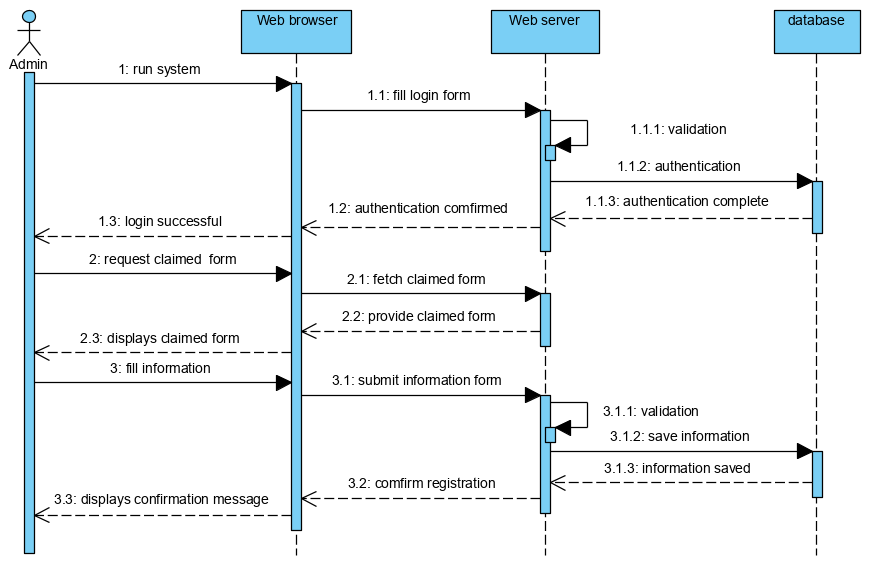 Web browser
Web server
database
Admin
1: run system
1.1: fill login form
1.1.1: validation
1.1.2: authentication
1.1.3: authentication complete
1.2: authentication comfirmed
1.3: login successful
2: request claimed  form
2.1: fetch claimed form
2.2: provide claimed form
2.3: displays claimed form
3: fill information
3.1: submit information form
3.1.1: validation
3.1.2: save information
3.1.3: information saved
3.2: comfirm registration
3.3: displays confirmation message